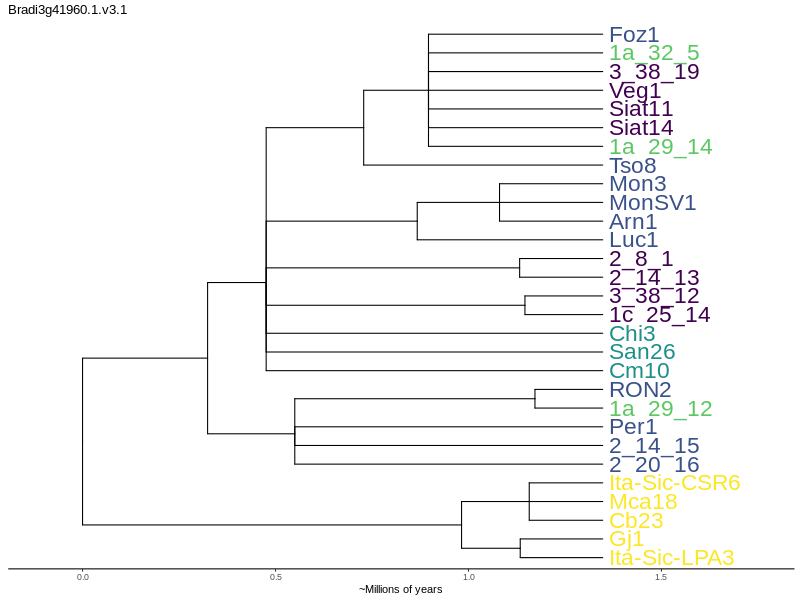 Bradi3g41960.1.v3.1
Foz1
1a_32_5
3_38_19
Veg1
Siat11
Siat14
1a_29_14
Tso8
Mon3
MonSV1
Arn1
Luc1
2_8_1
2_14_13
3_38_12
1c_25_14
Chi3
San26
Cm10
RON2
1a_29_12
Per1
2_14_15
2_20_16
Ita-Sic-CSR6
Mca18
Cb23
Gj1
Ita-Sic-LPA3
0.0 0.5 1.0 1.5
~Millions of years